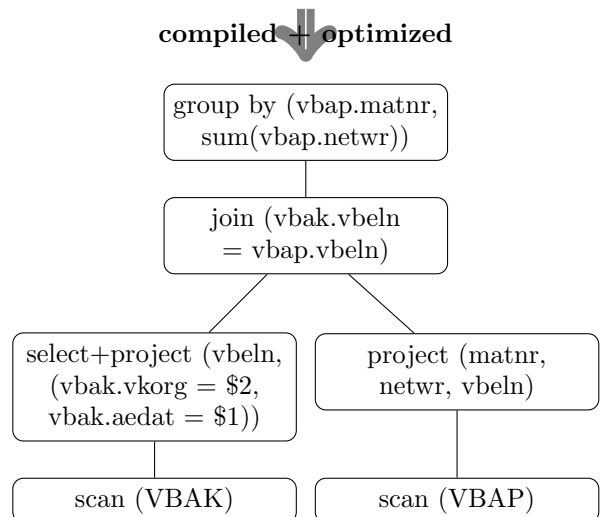 compiled + optimized
group by (vbap.matnr,
sum(vbap.netwr))
join (vbak.vbeln
= vbap.vbeln)
select+project (vbeln,
(vbak.vkorg = $2,
vbak.aedat = $1))
project (matnr,
netwr, vbeln)
scan (VBAK)
scan (VBAP)